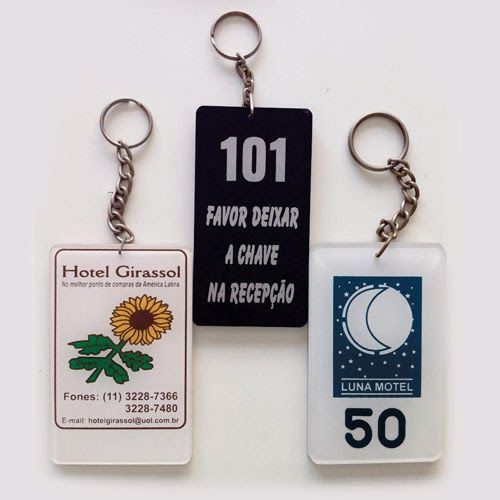 Hotel Girassol
No melhor ponto de compras da América Latina.
Fones: (11) 3228-7366
3228-7480
E-mail: hotelgirassol@uol.com.br
101
FAVOR DEIXAR
A CHAVE
NA RECEPÇÃO
LUNA MOTEL
50